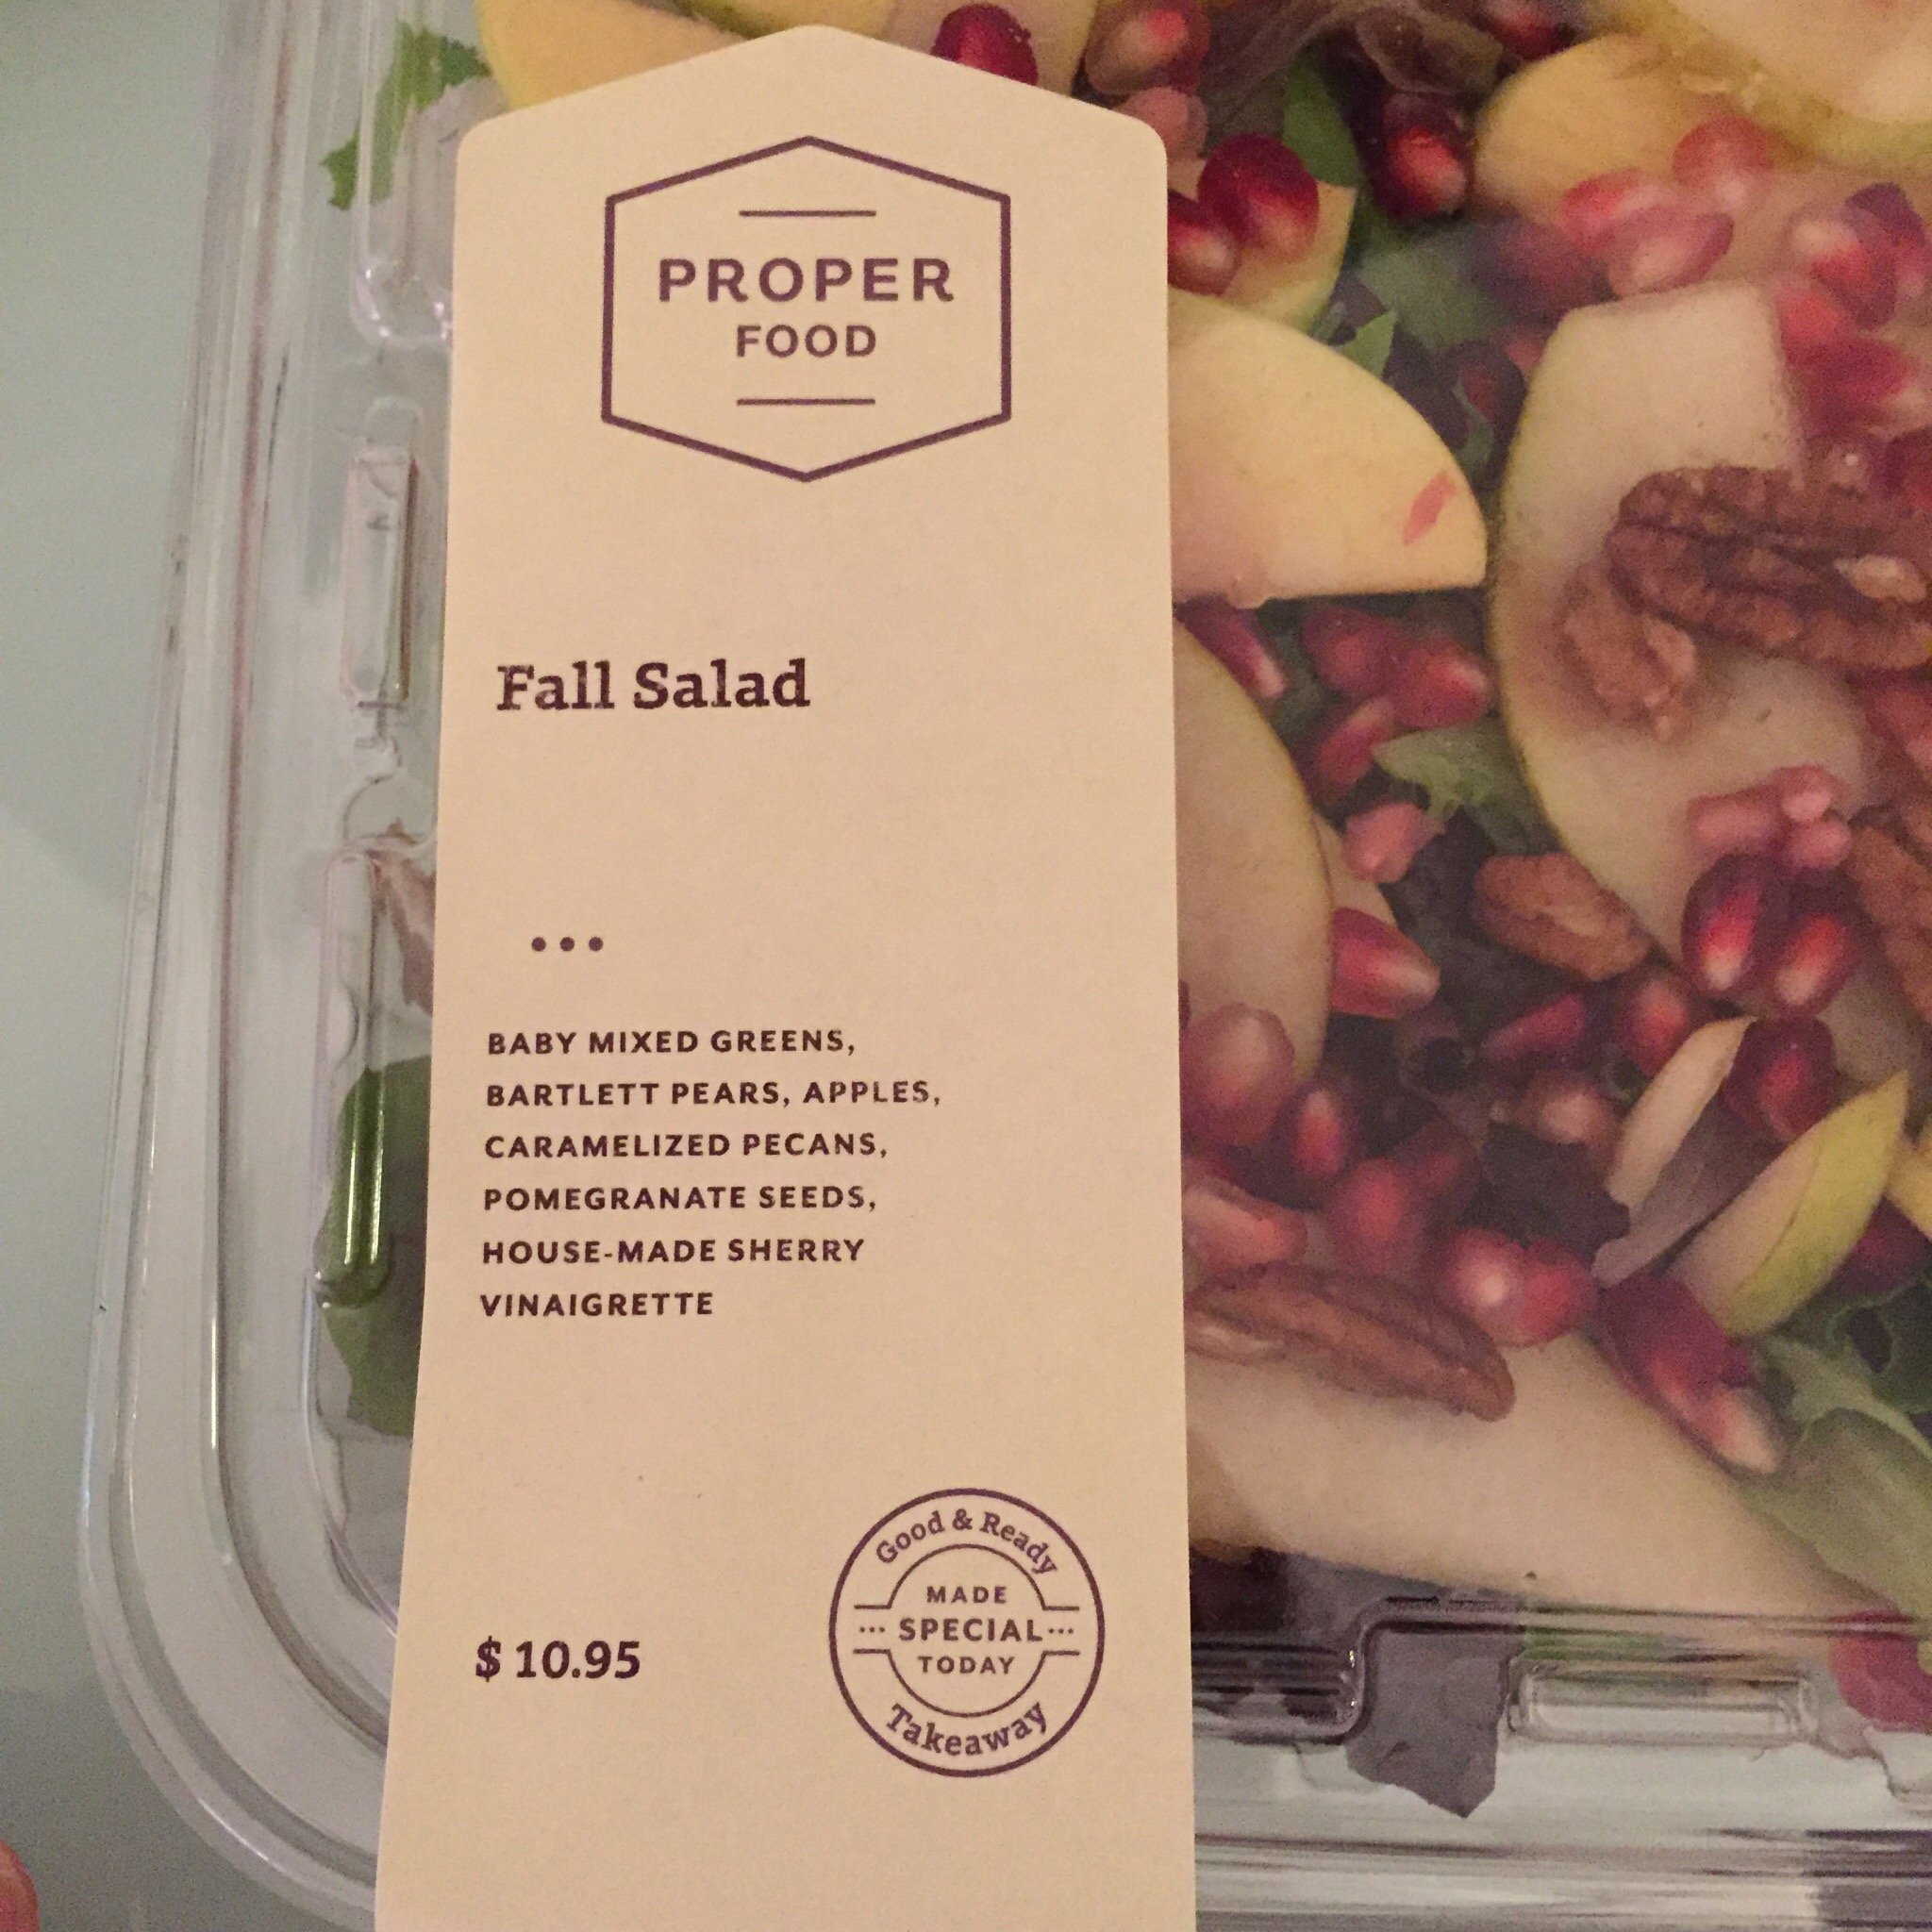 PROPER
FOOD
Fall Salad
•••
BABY MIXED GREENS,
BARTLETT PEARS, APPLES,
CARAMELIZED PECANS,
POMEGRANATE SEEDS,
HOUSE-MADE SHERRY
VINAIGRETTE
$ 10.95
Good & Ready
MADE
··· SPECIAL ···
TODAY
Takeaway